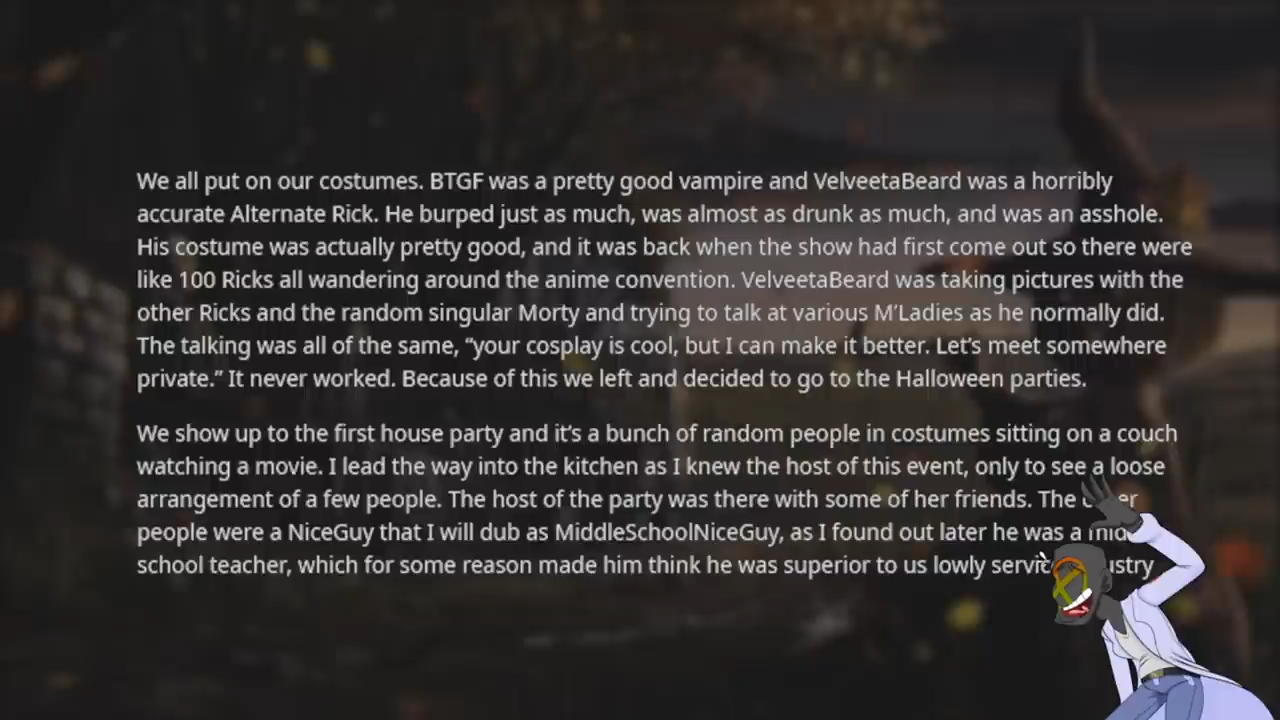 We all put on our costumes. BTGF was a pretty good vampire and VelveetaBeard was a horribly
accurate Alternate Rick. He burped just as much, was almost as drunk as much, and was an asshole.
His costume was actually pretty good, and it was back when the show had first come out so there were
like 100 Ricks all wandering around the anime convention. VelveetaBeard was taking pictures with the
other Ricks and the random singular Morty and trying to talk at various M’Ladies as he normally did.
The talking was all of the same, “your cosplay is cool, but I can make it better. Let’s meet somewhere
private.” It never worked. Because of this we left and decided to go to the Halloween parties.
We show up to the first house party and it’s a bunch of random people in costumes sitting on a couch
watching a movie. I lead the way into the kitchen as I knew the host of this event, only to see a loose
arrangement of a few people. The host of the party was there with some of her friends. The
people were a NiceGuy that I will dub as MiddleSchoolNiceGuy, as I found out later he was a
school teacher, which for some reason made him think he was superior to us lowly